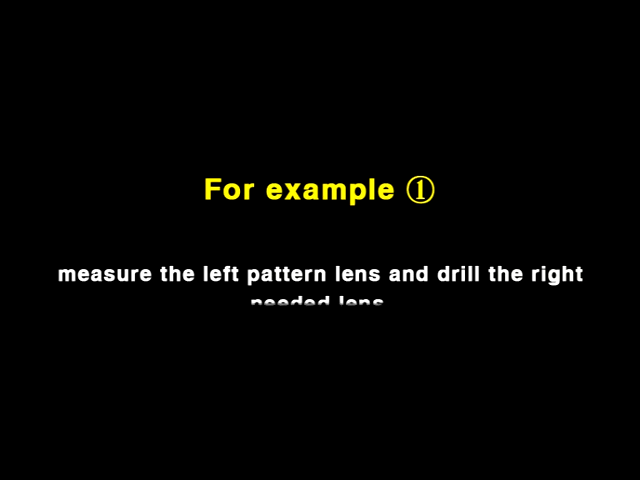 For example ①
measure the left pattern lens and drill the right
needed lens